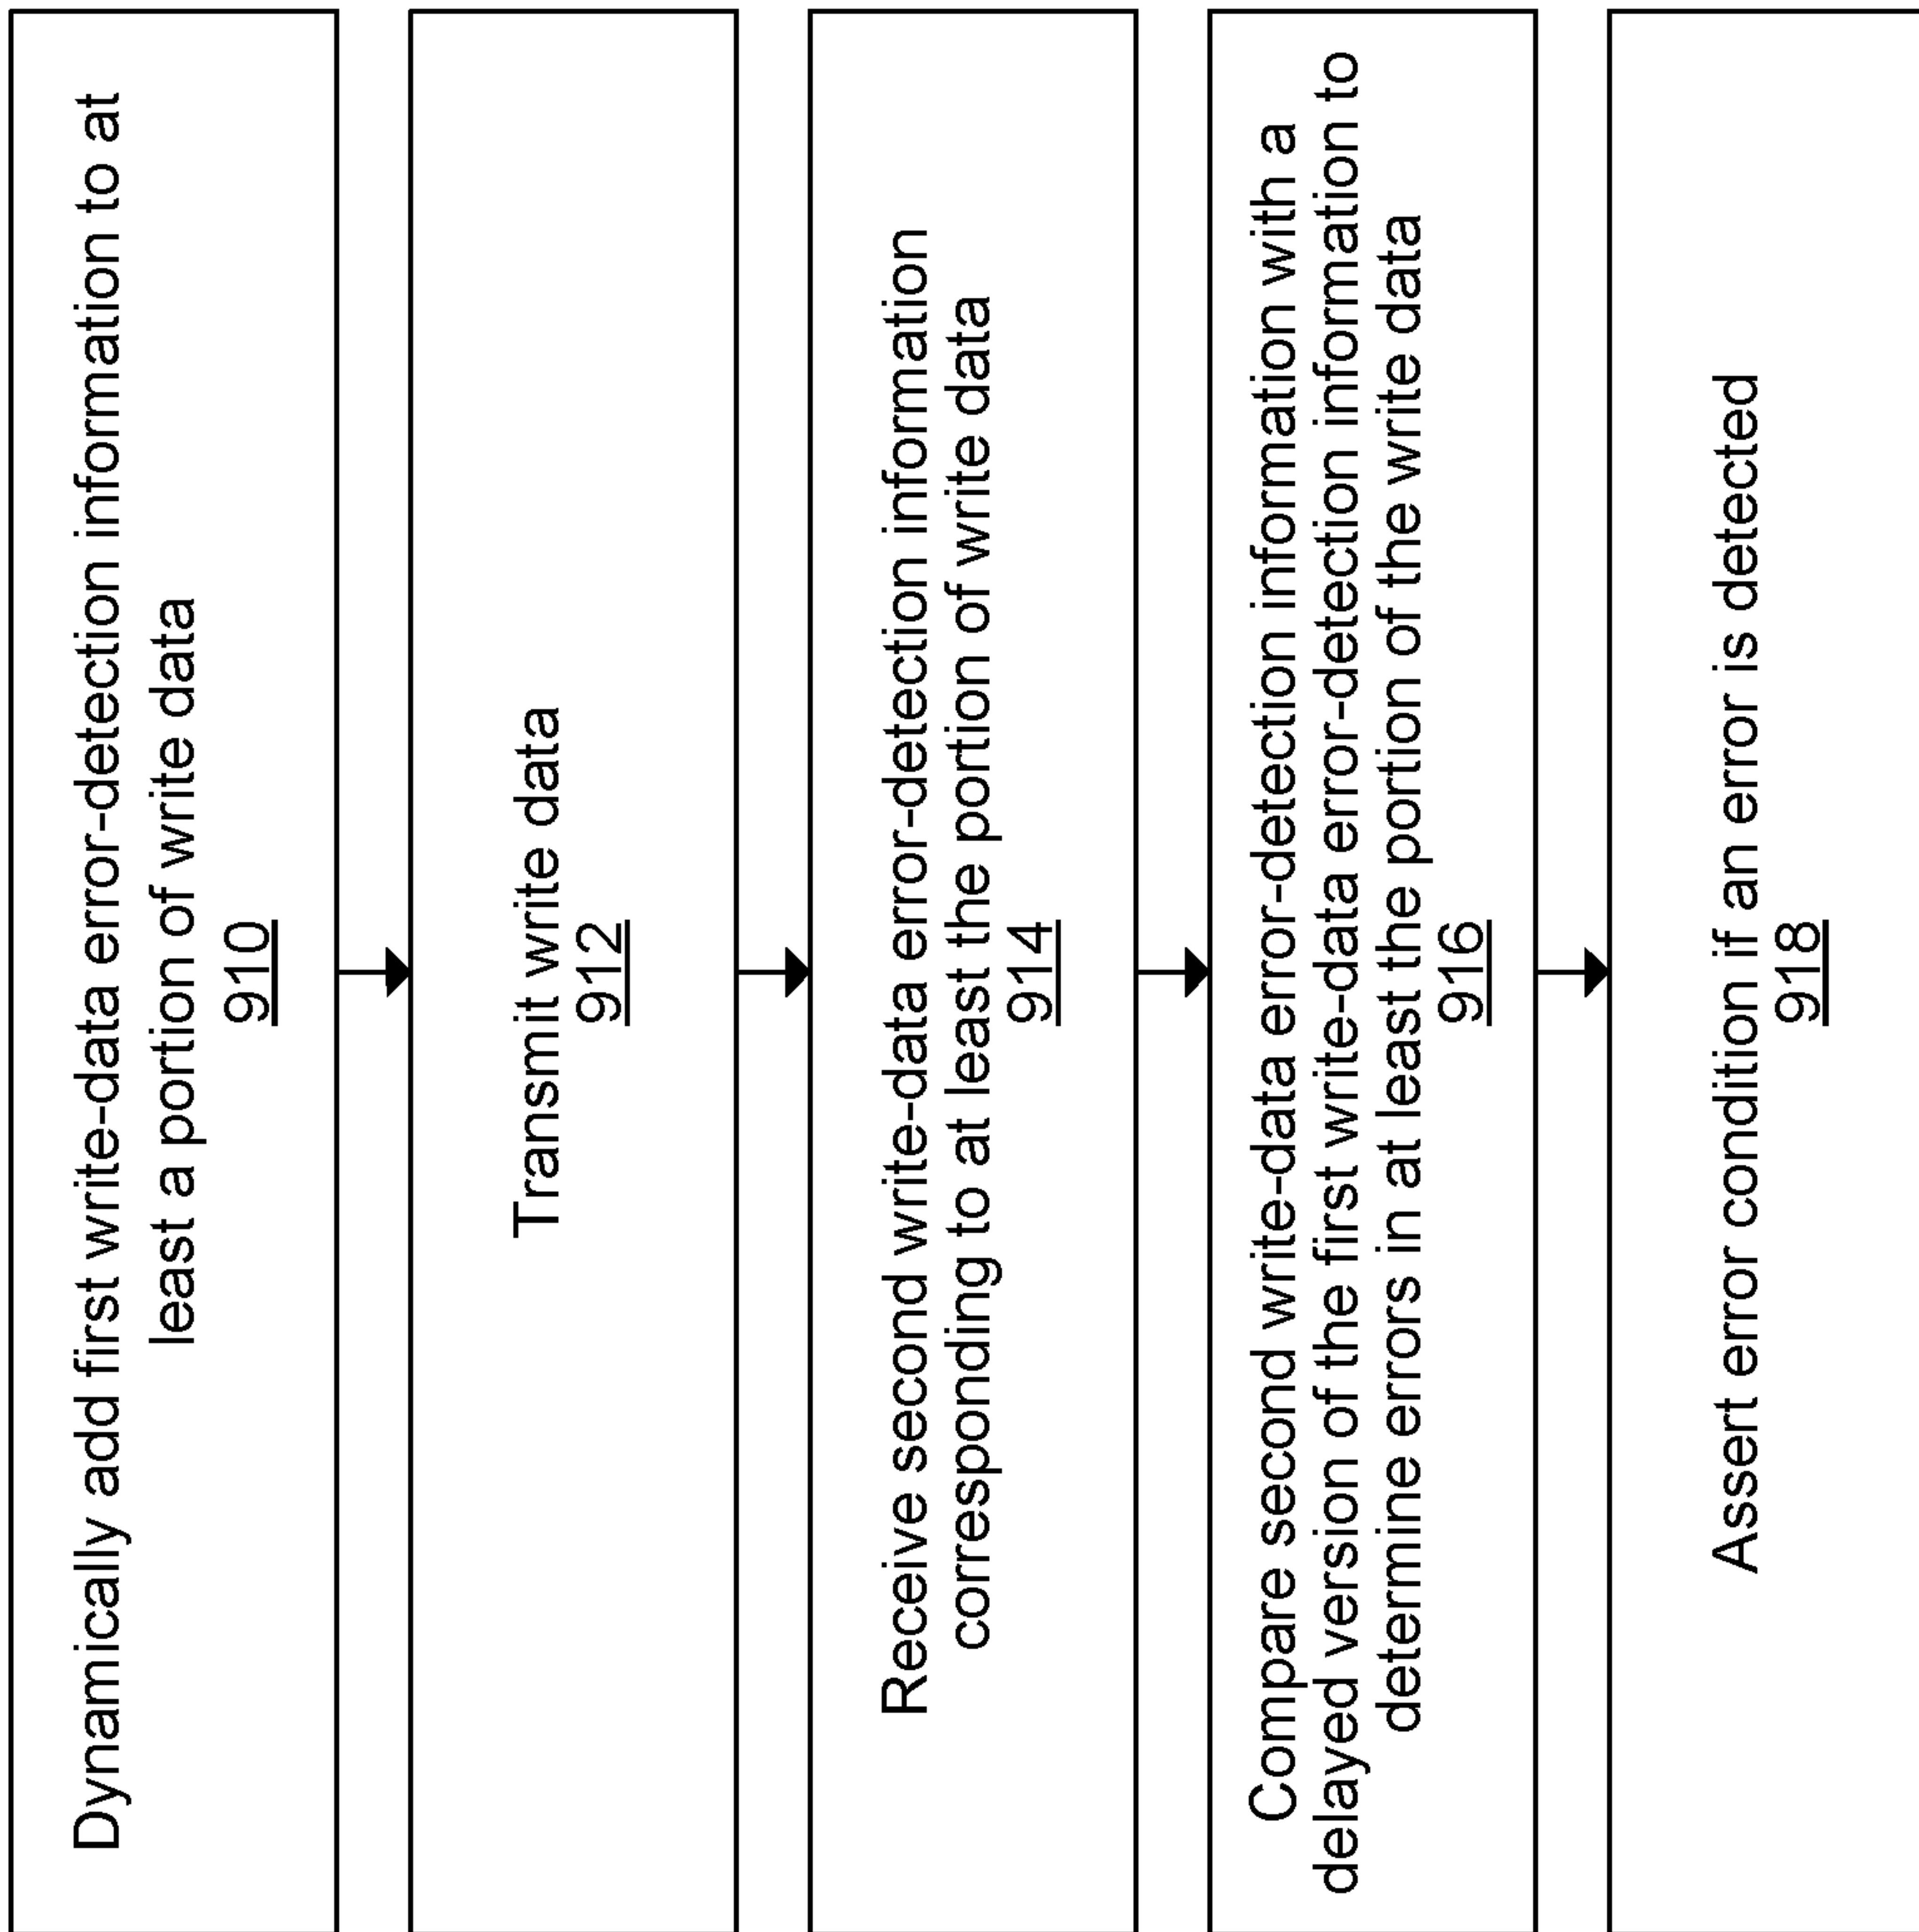 Dynamically add first write-data error-detection information to at
least a portion of write data
910
Transmit write data
912
Receive second write-data error-detection information
corresponding to at least the portion of write data
914
Compare second write-data error-detection information with a
delayed version of the first write-data error-detection information to
determine errors in at least the portion of the write data
916
Assert error condition if an error is detected
918